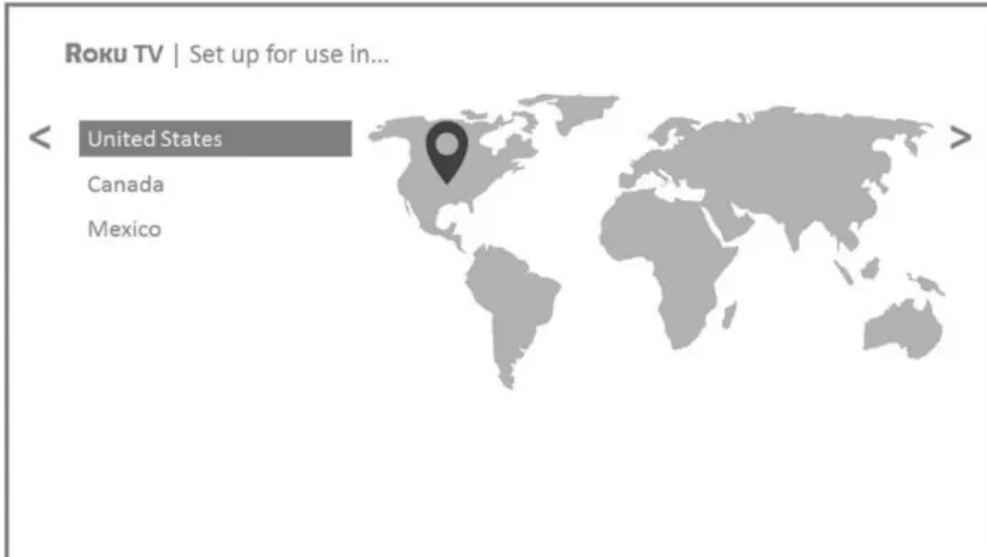 ROKU TV | Set up for use in...
< United States >
Canada
Mexico